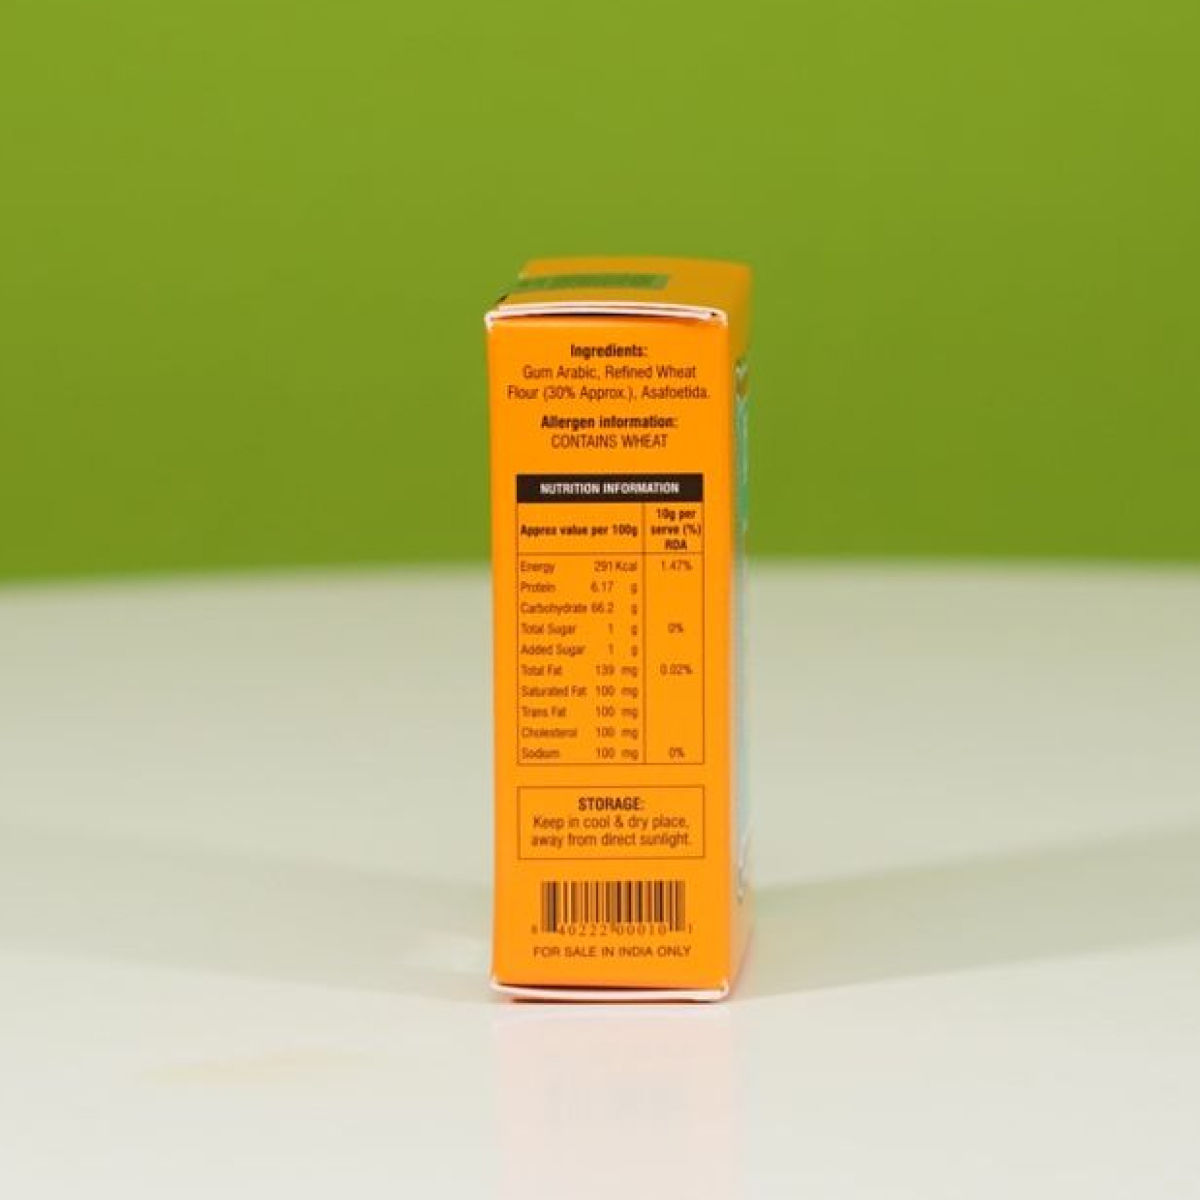 Ingredients:
Gum Arabic, Refined Wheat
Flour (30% Approx.), Asafoetida.
Allergen information:
CONTAINS WHEAT
NUTRITION INFORMATION
Approx value per 100g
10g per
serve (%)
RDA
Energy 291 Kcal 1.47%
Protein 6.17 g
Carbohydrate 66.2 g
Total Sugar 1 g 0%
Added Sugar 1 g
Total Fat 139 mg 0.02%
Saturated Fat 100 mg
Trans Fat 100 mg
Cholesterol 100 mg
Sodium 100 mg 0%
STORAGE:
Keep in cool & dry place,
away from direct sunlight.
8 40222 00010 1
FOR SALE IN INDIA ONLY